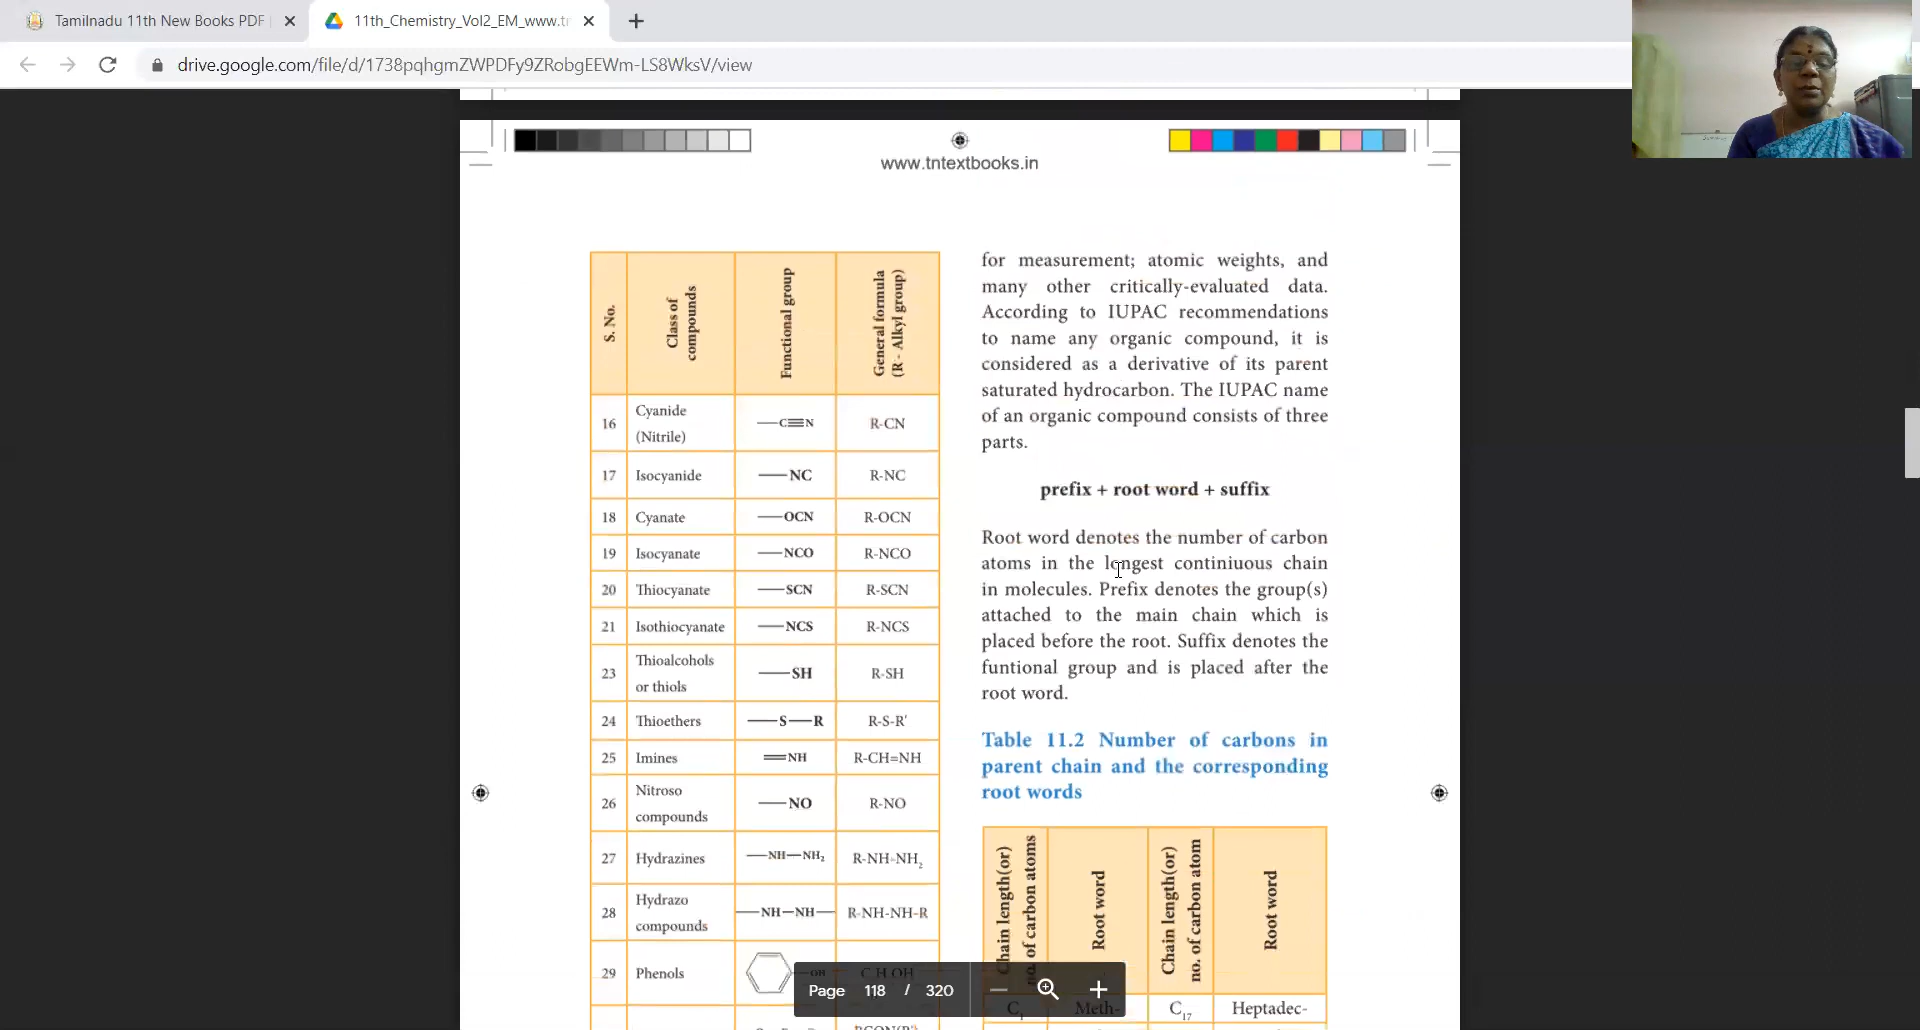 Tamilnadu 11th New Books PDF
11th_Chemistry_Vol2_EM_www.tn
drive.google.com/file/d/1738pqhgmZWPDFy9ZRobgEEWm-LS8WksV/view
www.tntextbooks.in
S. No.
Class of compounds
Functional group
General formula (R - Alkyl group)
16 Cyanide (Nitrile) —C≡N R-CN
17 Isocyanide —NC R-NC
18 Cyanate —OCN R-OCN
19 Isocyanate —NCO R-NCO
20 Thiocyanate —SCN R-SCN
21 Isothiocyanate —NCS R-NCS
23 Thioalcohols or thiols —SH R-SH
24 Thioethers —S—R R-S-R'
25 Imines =NH R-CH=NH
26 Nitroso compounds —NO R-NO
27 Hydrazines —NH—NH₂ R-NH-NH₂
28 Hydrazo compounds —NH—NH— R-NH-NH-R
29 Phenols OH
for measurement; atomic weights, and
many other critically-evaluated data.
According to IUPAC recommendations
to name any organic compound, it is
considered as a derivative of its parent
saturated hydrocarbon. The IUPAC name
of an organic compound consists of three
parts.
prefix + root word + suffix
Root word denotes the number of carbon
atoms in the longest continiuous chain
in molecules. Prefix denotes the group(s)
attached to the main chain which is
placed before the root. Suffix denotes the
funtional group and is placed after the
root word.
Table 11.2 Number of carbons in
parent chain and the corresponding
root words
Chain length(or) no. of carbon atoms
Root word
Chain length(or) no. of carbon atom
Root word
C₁ Meth- C₁₇ Heptadec-
Page 118 / 320